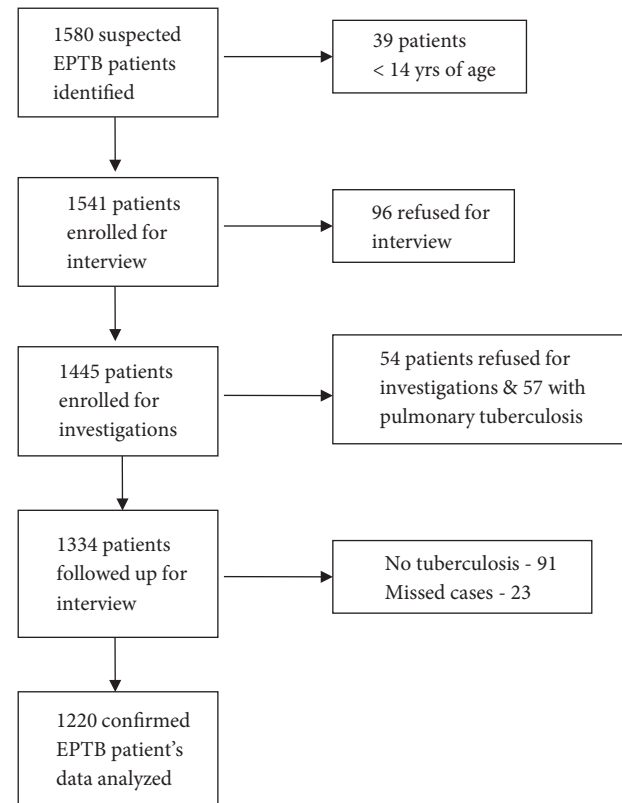 1580 suspected
EPTB patients
identified
39 patients
< 14 yrs of age
1541 patients
enrolled for
interview
96 refused for
interview
1445 patients
enrolled for
investigations
54 patients refused for
investigations & 57 with
pulmonary tuberculosis
1334 patients
followed up for
interview
No tuberculosis - 91
Missed cases - 23
1220 confirmed
EPTB patient's
data analyzed